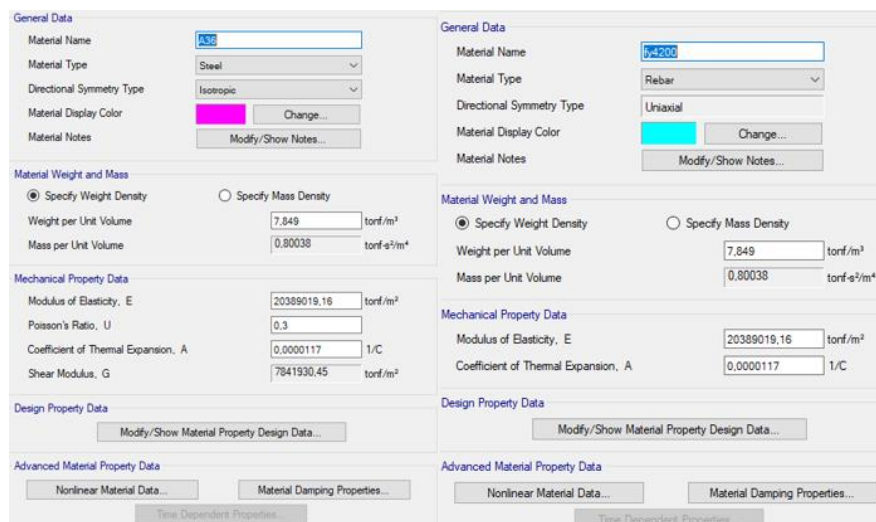 General Data
Material Name A36
Material Type Steel
Directional Symmetry Type Isotropic
Material Display Color Change...
Material Notes Modify/Show Notes...
Material Weight and Mass
Specify Weight Density Specify Mass Density
Weight per Unit Volume 7,849 tonf/m³
Mass per Unit Volume 0,80038 tonf-s²/m⁴
Mechanical Property Data
Modulus of Elasticity, E 20389019,16 tonf/m²
Poisson's Ratio, U 0,3
Coefficient of Thermal Expansion, A 0,0000117 1/C
Shear Modulus, G 7841930,45 tonf/m²
Design Property Data
Modify/Show Material Property Design Data...
Advanced Material Property Data
Nonlinear Material Data... Material Damping Properties...
Time Dependent Properties...
General Data
Material Name fy4200
Material Type Rebar
Directional Symmetry Type Uniaxial
Material Display Color Change...
Material Notes Modify/Show Notes...
Material Weight and Mass
Specify Weight Density Specify Mass Density
Weight per Unit Volume 7,849 tonf/m³
Mass per Unit Volume 0,80038 tonf-s²/m⁴
Mechanical Property Data
Modulus of Elasticity, E 20389019,16 tonf/m²
Coefficient of Thermal Expansion, A 0,0000117 1/C
Design Property Data
Modify/Show Material Property Design Data...
Advanced Material Property Data
Nonlinear Material Data... Material Damping Properties...
Time Dependent Properties...